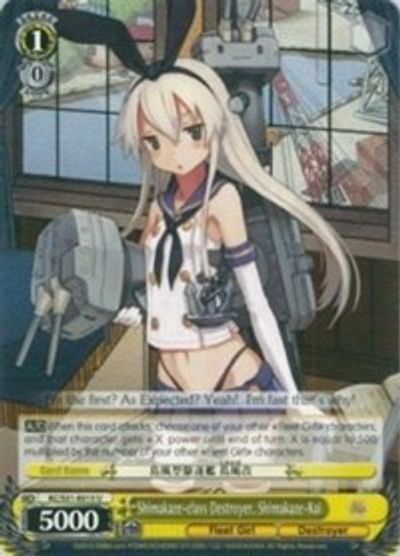 1
0
I'm the first? As Expected? Yeah!. I'm fast that's why!
【A/C】 When this card attacks, choose one of your other «Fleet Girl» characters,
and that character gets +X power until end of turn. X is equal to 500
multiplied by the number of your other «Fleet Girl» characters.
Card Name 島風型駆逐艦 島風改
5000
Shimakaze-class Destroyer, Shimakaze-Kai
Fleet Girl Destroyer